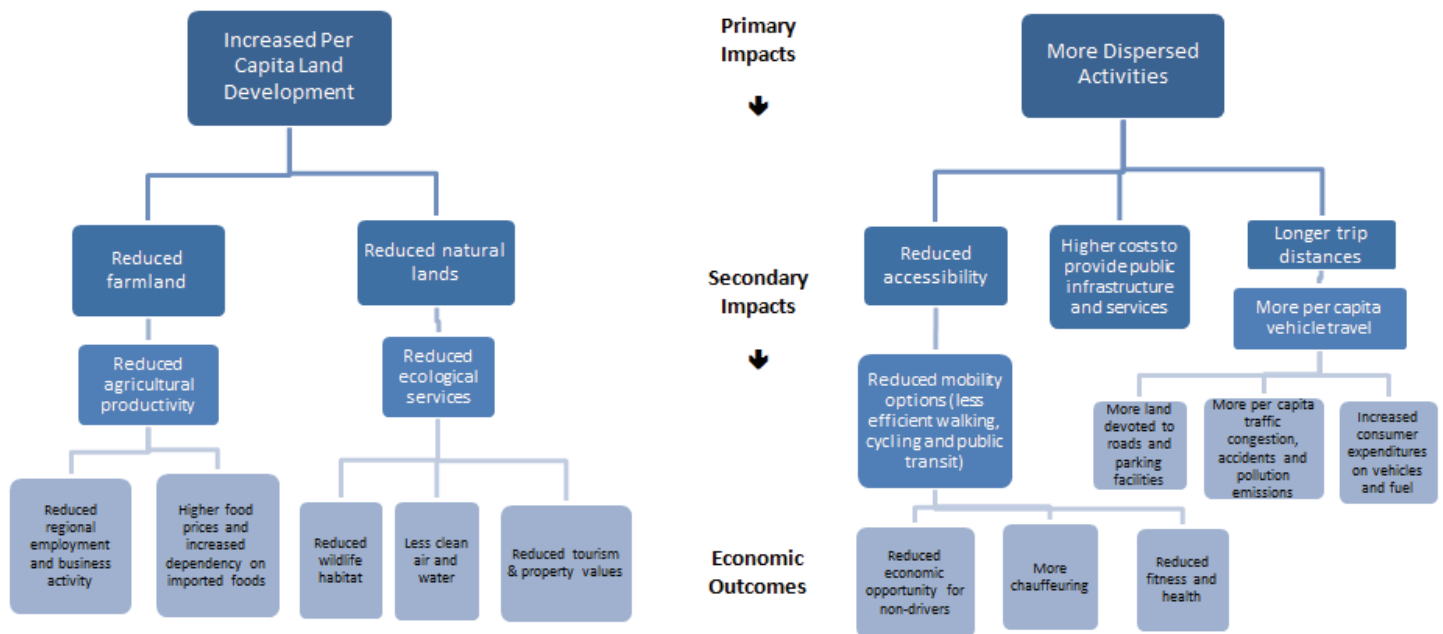 Increased Per
Capita Land
Development
Primary
Impacts
More Dispersed
Activities
Reduced
farmland
Reduced natural
lands
Secondary
Impacts
Reduced
accessibility
Higher costs to
provide public
infrastructure
and services
Longer trip
distances
More per capita
vehicle travel
Reduced
agricultural
productivity
Reduced
ecological
services
Reduced mobility
options (less
efficient walking,
cycling and public
transit)
More land
devoted to
roads and
parking
facilities
More per capita
traffic
congestion,
accidents and
pollution
emissions
Increased
consumer
expenditures
on vehicles
and fuel
Reduced
regional
employment
and business
activity
Higher food
prices and
increased
dependency on
imported foods
Reduced
wildlife
habitat
Less clean
air and
water
Reduced tourism
& property values
Economic
Outcomes
Reduced
economic
opportunity for
non-drivers
More
chauffeuring
Reduced
fitness and
health